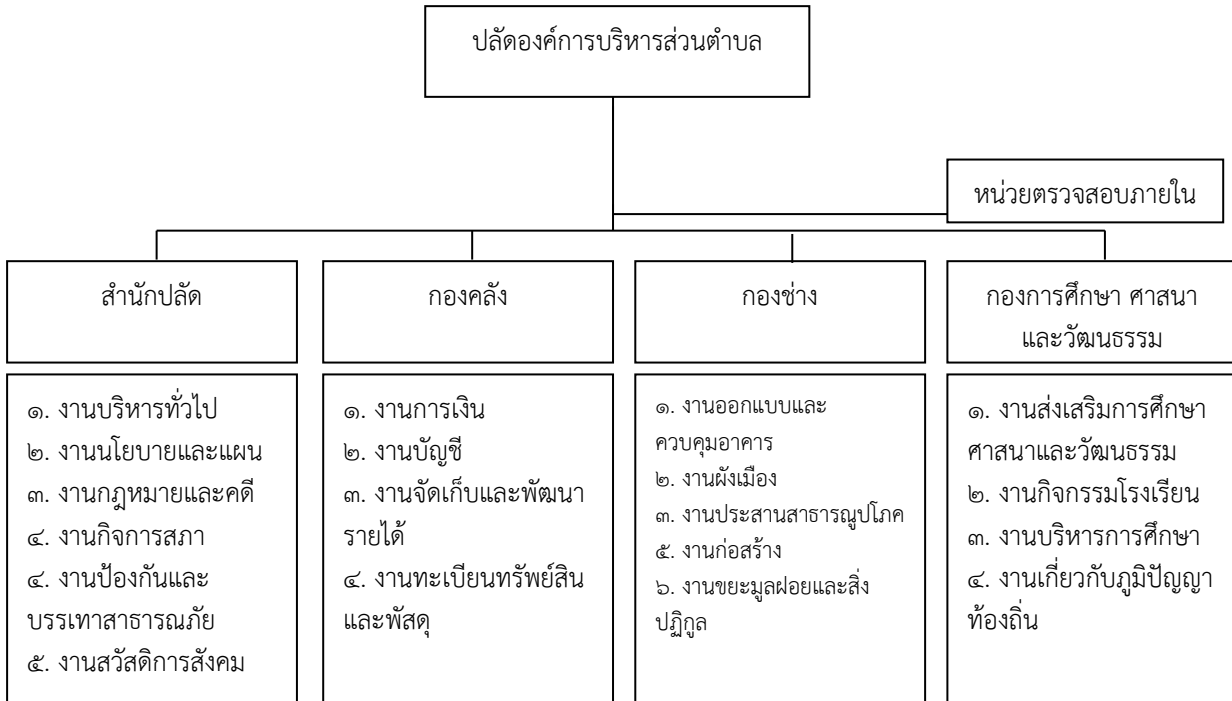 ปลัดองค์การบริหารส่วนตำบล
หน่วยตรวจสอบภายใน
สำนักปลัด
กองคลัง
กองช่าง
กองการศึกษา ศาสนา
และวัฒนธรรม
๑. งานบริหารทั่วไป
๒. งานนโยบายและแผน
๓. งานกฎหมายและคดี
๔. งานกิจการสภา
๔. งานป้องกันและ
บรรเทาสาธารณภัย
๕. งานสวัสดิการสังคม
๑. งานการเงิน
๒. งานบัญชี
๓. งานจัดเก็บและพัฒนา
รายได้
๔. งานทะเบียนทรัพย์สิน
และพัสดุ
๑. งานออกแบบและ
ควบคุมอาคาร
๒. งานผังเมือง
๓. งานประสานสาธารณูปโภค
๕. งานก่อสร้าง
๖. งานขยะมูลฝอยและสิ่ง
ปฏิกูล
๑. งานส่งเสริมการศึกษา
ศาสนาและวัฒนธรรม
๒. งานกิจกรรมโรงเรียน
๓. งานบริหารการศึกษา
๔. งานเกี่ยวกับภูมิปัญญา
ท้องถิ่น